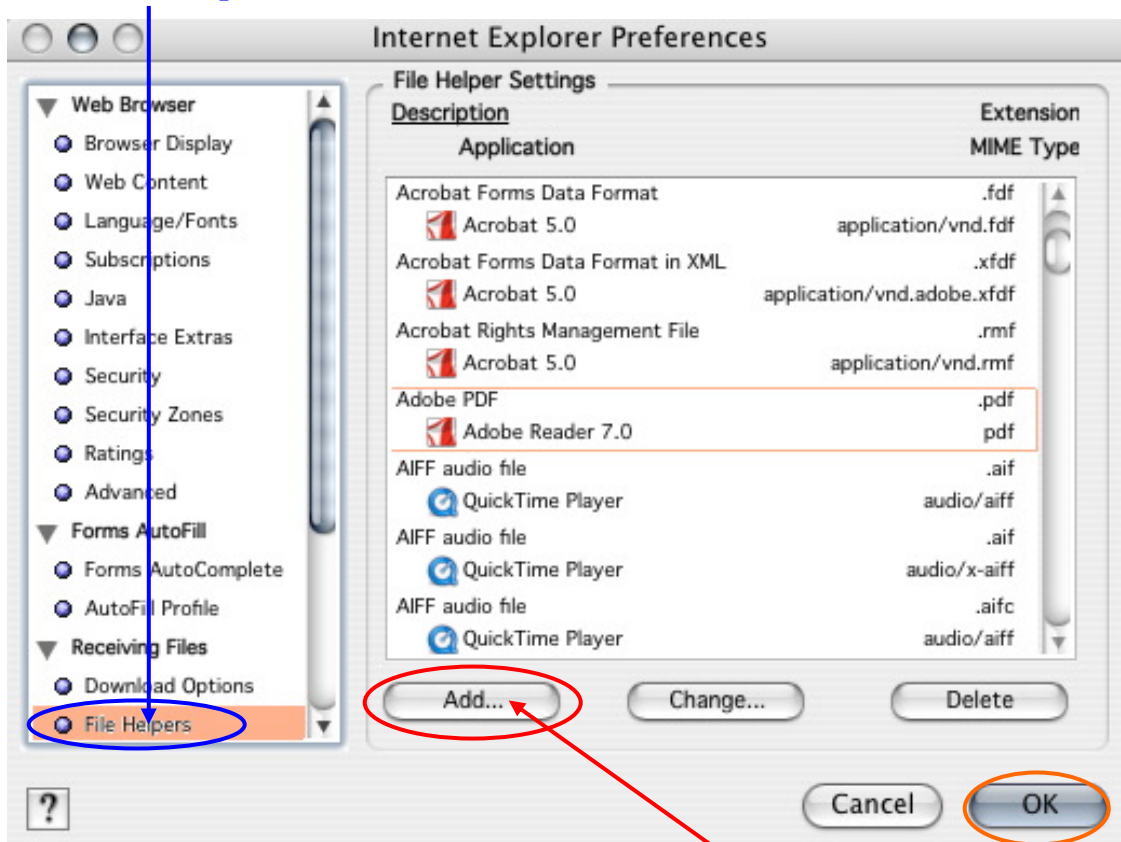 Internet Explorer Preferences
Web Browser
Browser Display
Web Content
Language/Fonts
Subscriptions
Java
Interface Extras
Security
Security Zones
Ratings
Advanced
Forms AutoFill
Forms AutoComplete
AutoFill Profile
Receiving Files
Download Options
File Helpers
File Helper Settings
Description Extension
Application MIME Type
Acrobat Forms Data Format .fdf
Acrobat 5.0 application/vnd.fdf
Acrobat Forms Data Format in XML .xfdf
Acrobat 5.0 application/vnd.adobe.xfdf
Acrobat Rights Management File .rmf
Acrobat 5.0 application/vnd.rmf
Adobe PDF .pdf
Adobe Reader 7.0 pdf
AIFF audio file .aif
QuickTime Player audio/aiff
AIFF audio file .aif
QuickTime Player audio/x-aiff
AIFF audio file .aifc
QuickTime Player audio/aiff
Add... Change... Delete
? Cancel OK